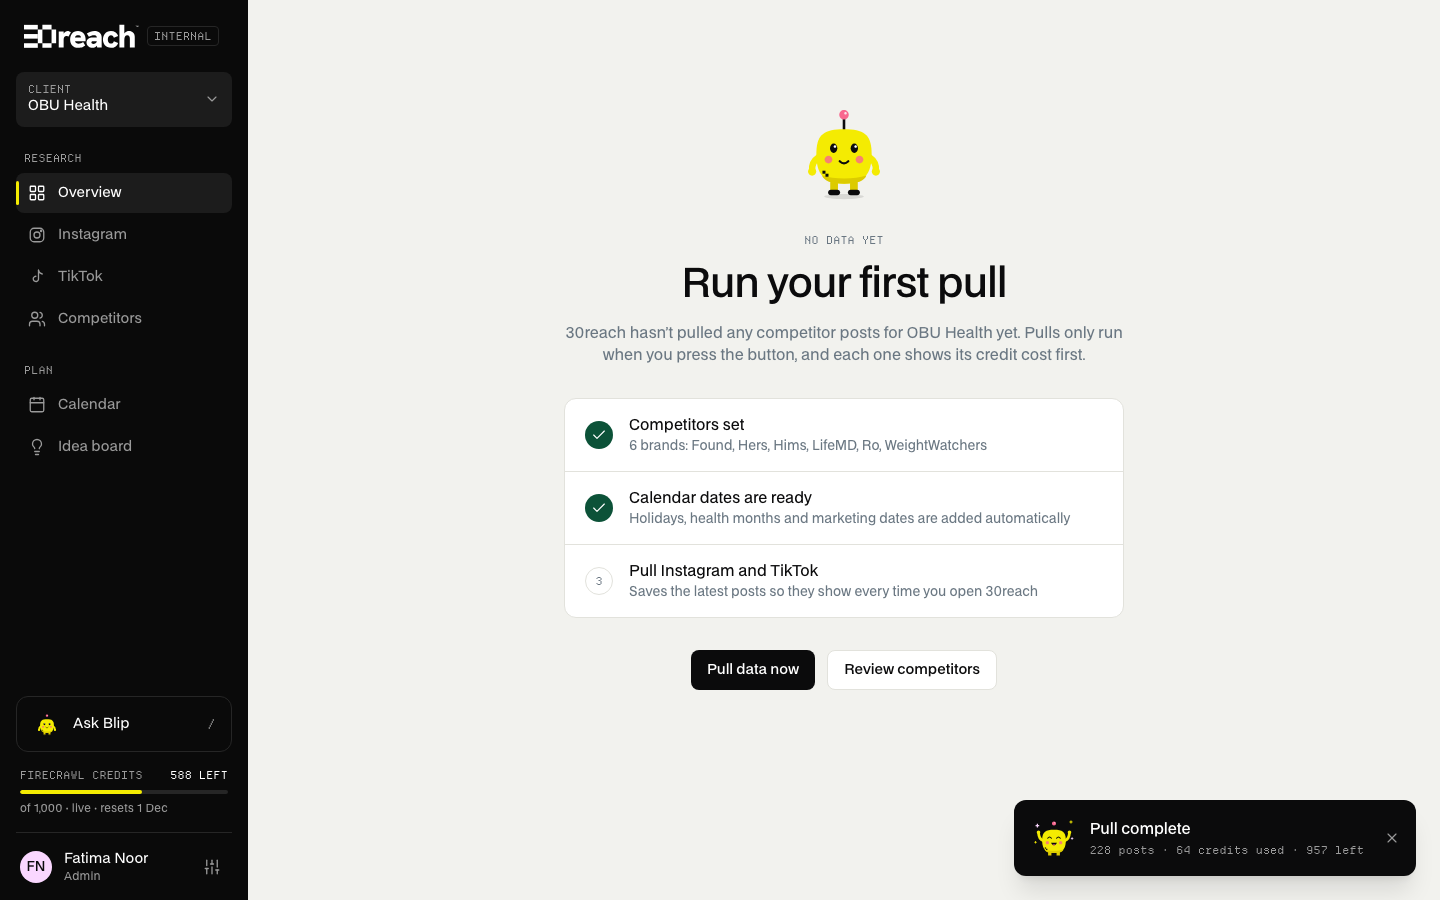 30reach
INTERNAL
CLIENT
OBU Health
RESEARCH
Overview
Instagram
TikTok
Competitors
PLAN
Calendar
Idea board
Ask Blip
/
FIRECRAWL CREDITS
588 LEFT
of 1,000 · live · resets 1 Dec
FN
Fatima Noor
Admin
NO DATA YET
Run your first pull
30reach hasn't pulled any competitor posts for OBU Health yet. Pulls only run
when you press the button, and each one shows its credit cost first.
Competitors set
6 brands: Found, Hers, Hims, LifeMD, Ro, WeightWatchers
Calendar dates are ready
Holidays, health months and marketing dates are added automatically
3
Pull Instagram and TikTok
Saves the latest posts so they show every time you open 30reach
Pull data now
Review competitors
Pull complete
228 posts · 64 credits used · 957 left